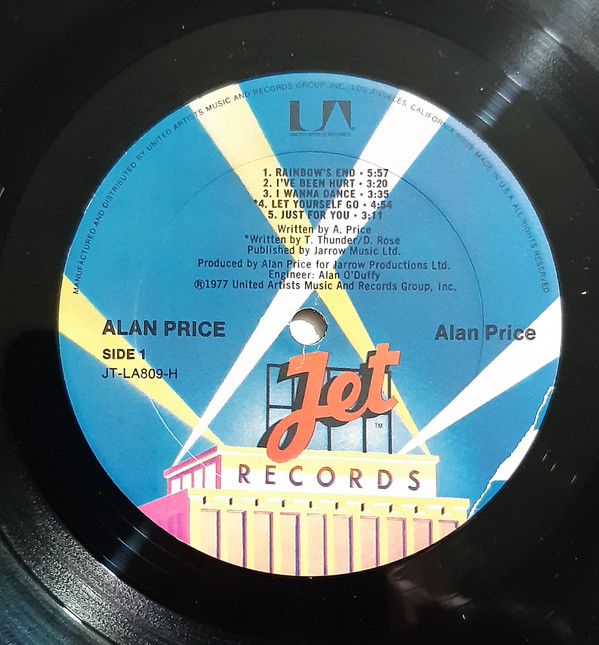 MANUFACTURED AND DISTRIBUTED BY UNITED ARTISTS MUSIC AND RECORDS GROUP INC., LOS ANGELES, CALIFORNIA
MADE IN U.S.A. ALL RIGHTS RESERVED
UA
UNITED ARTISTS RECORDS
1. RAINBOW'S END • 5:57
2. I'VE BEEN HURT • 3:20
3. I WANNA DANCE • 3:35
*4. LET YOURSELF GO • 4:54
5. JUST FOR YOU • 3:11
Written by A. Price
*Written by T. Thunder/D. Rose
Published by Jarrow Music Ltd.
Produced by Alan Price for Jarrow Productions Ltd.
Engineer: Alan O'Duffy
℗1977 United Artists Music And Records Group, Inc.
ALAN PRICE
Alan Price
SIDE 1
JT-LA809-H
Jet
TM
RECORDS